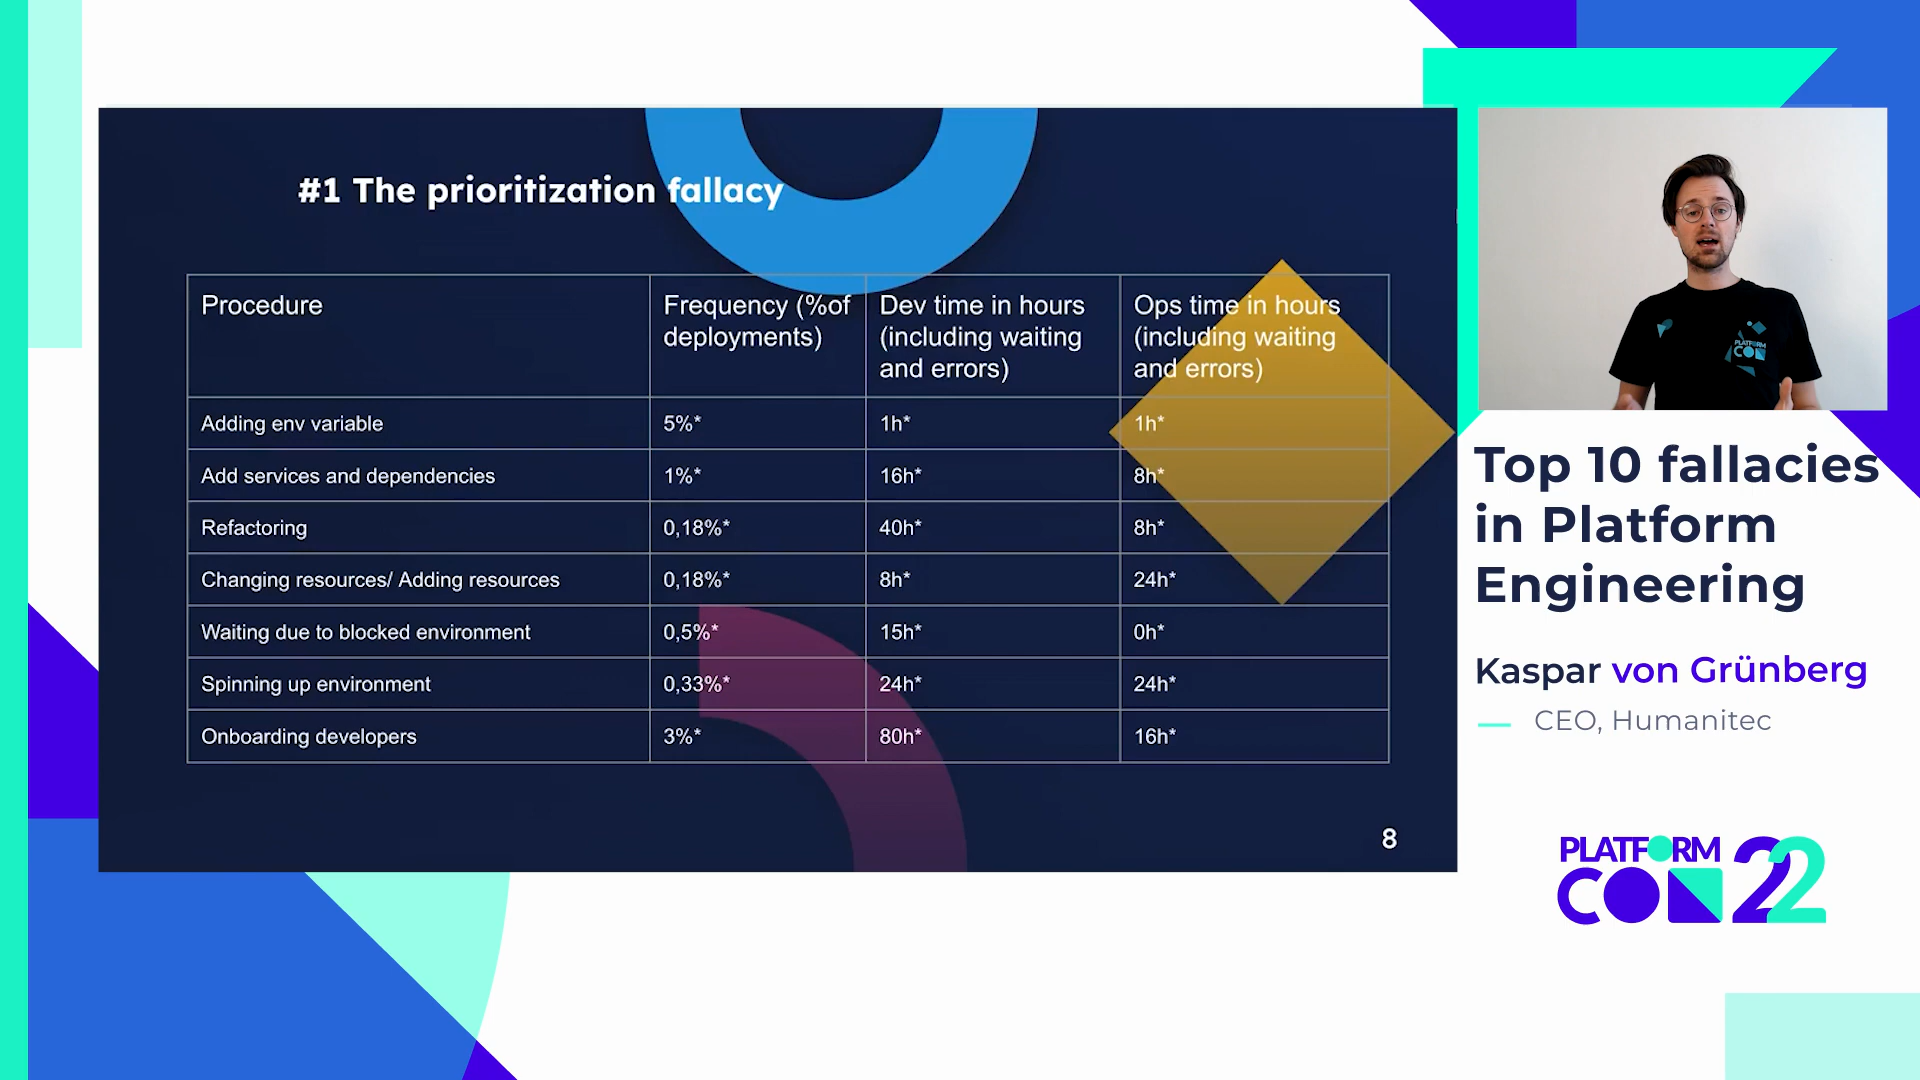 #1 The prioritization fallacy
Procedure
Frequency (%of
deployments)
Dev time in hours
(including waiting
and errors)
Ops time in hours
(including waiting
and errors)
Adding env variable 5%* 1h* 1h*
Add services and dependencies 1%* 16h* 8h*
Refactoring 0,18%* 40h* 8h*
Changing resources/ Adding resources 0,18%* 8h* 24h*
Waiting due to blocked environment 0,5%* 15h* 0h*
Spinning up environment 0,33%* 24h* 24h*
Onboarding developers 3%* 80h* 16h*
8
PLATFORM
CON
Top 10 fallacies
in Platform
Engineering
Kaspar von Grünberg
CEO, Humanitec
PLATFORM
CON 22